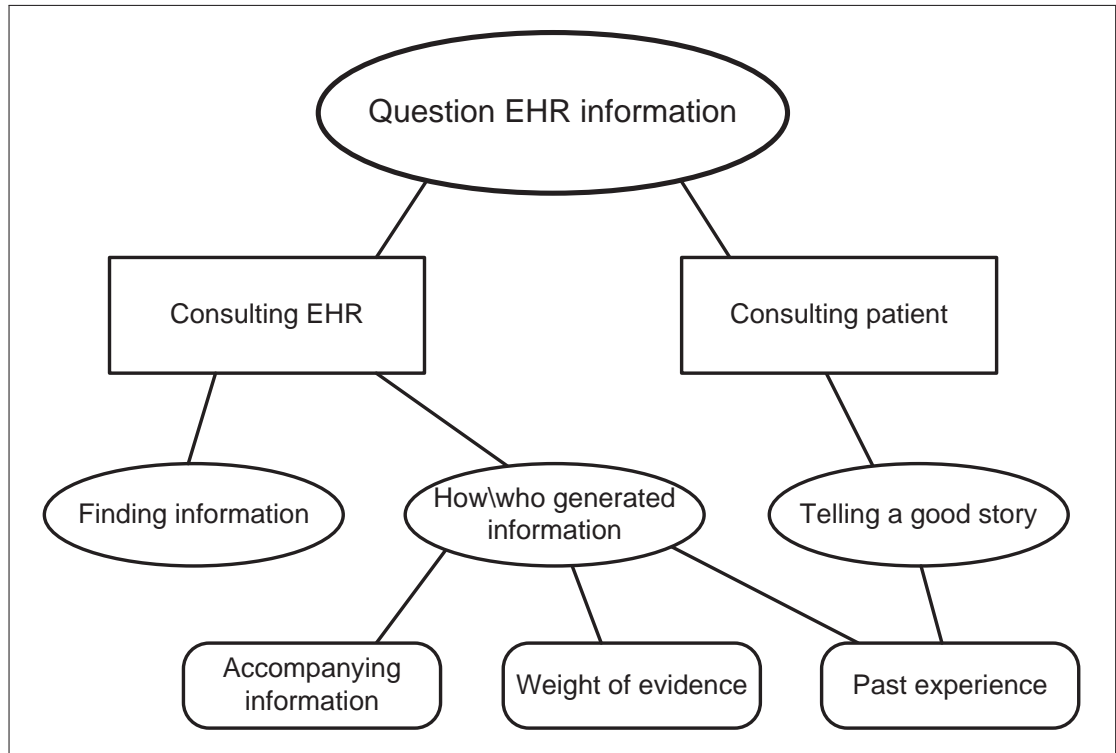 Question EHR information
Consulting EHR
Consulting patient
Finding information
How\who generated
information
Telling a good story
Accompanying
information
Weight of evidence
Past experience